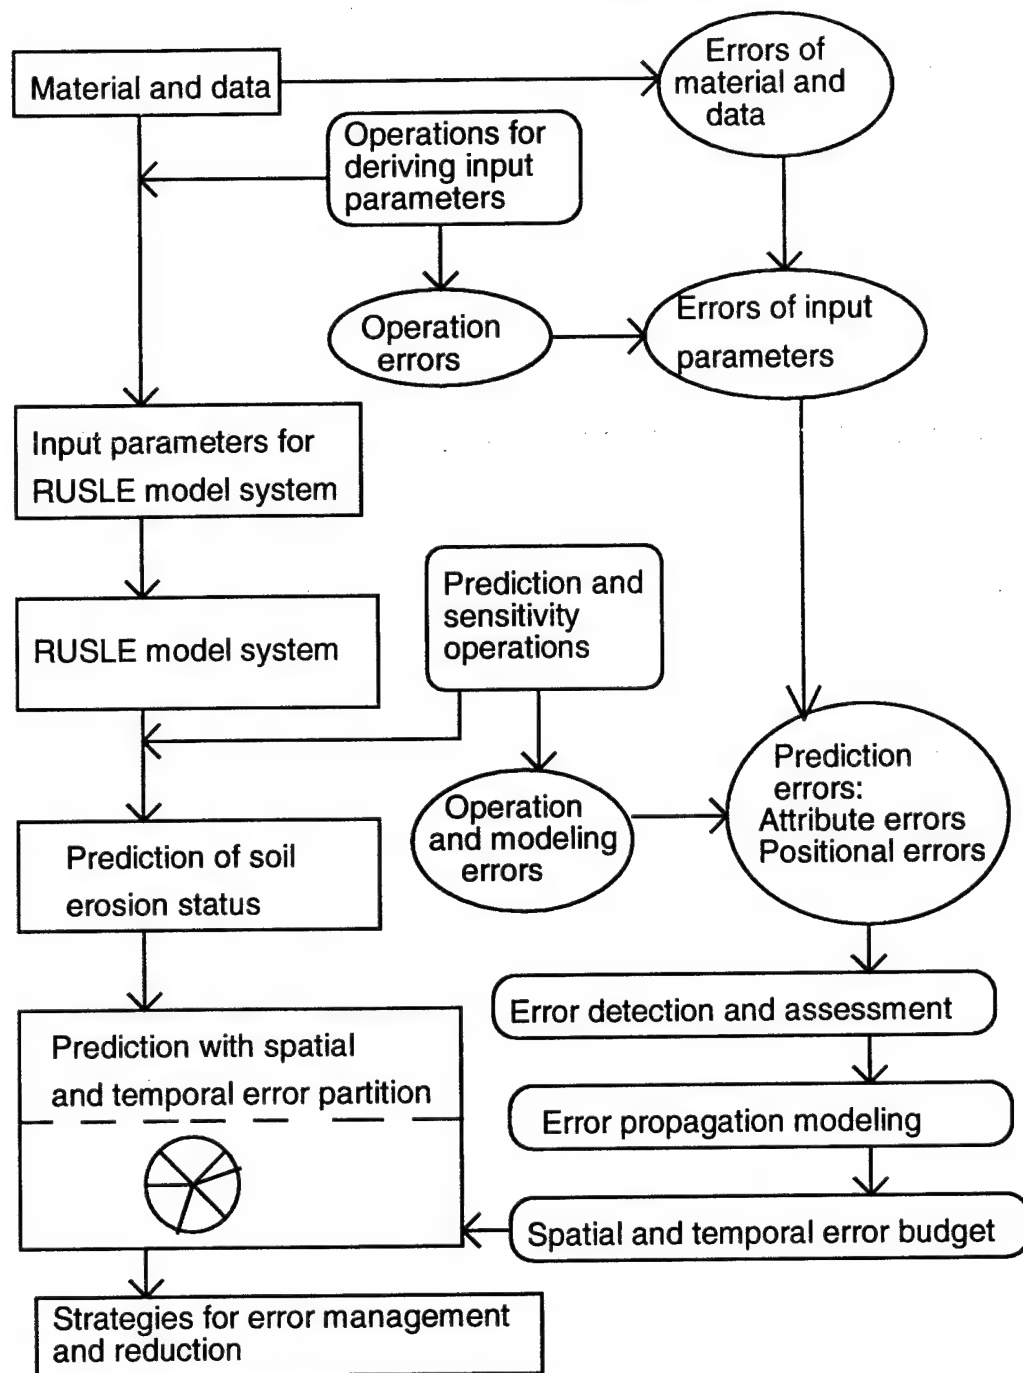 Material and data
Errors of
material and
data
Operations for
deriving input
parameters
Operation
errors
Errors of input
parameters
Input parameters for
RUSLE model system
RUSLE model system
Prediction and
sensitivity
operations
Operation
and modeling
errors
Prediction
errors:
Attribute errors
Positional errors
Prediction of soil
erosion status
Error detection and assessment
Prediction with spatial
and temporal error partition
Error propagation modeling
Spatial and temporal error budget
Strategies for error management
and reduction